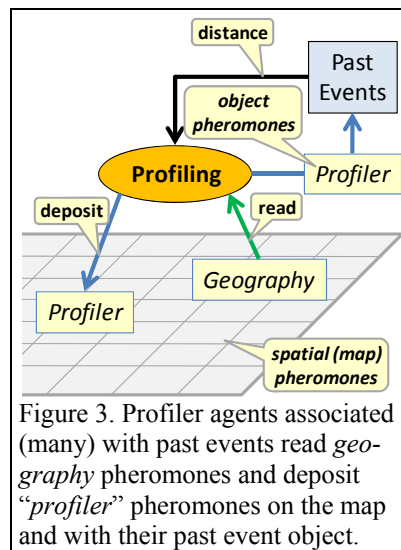 distance
Past
Events
object
pheromones
Profiling
Profiler
deposit
read
Profiler
Geography
spatial (map)
pheromones
Figure 3. Profiler agents associated
(many) with past events read geo-
graphy pheromones and deposit
“profiler” pheromones on the map
and with their past event object.